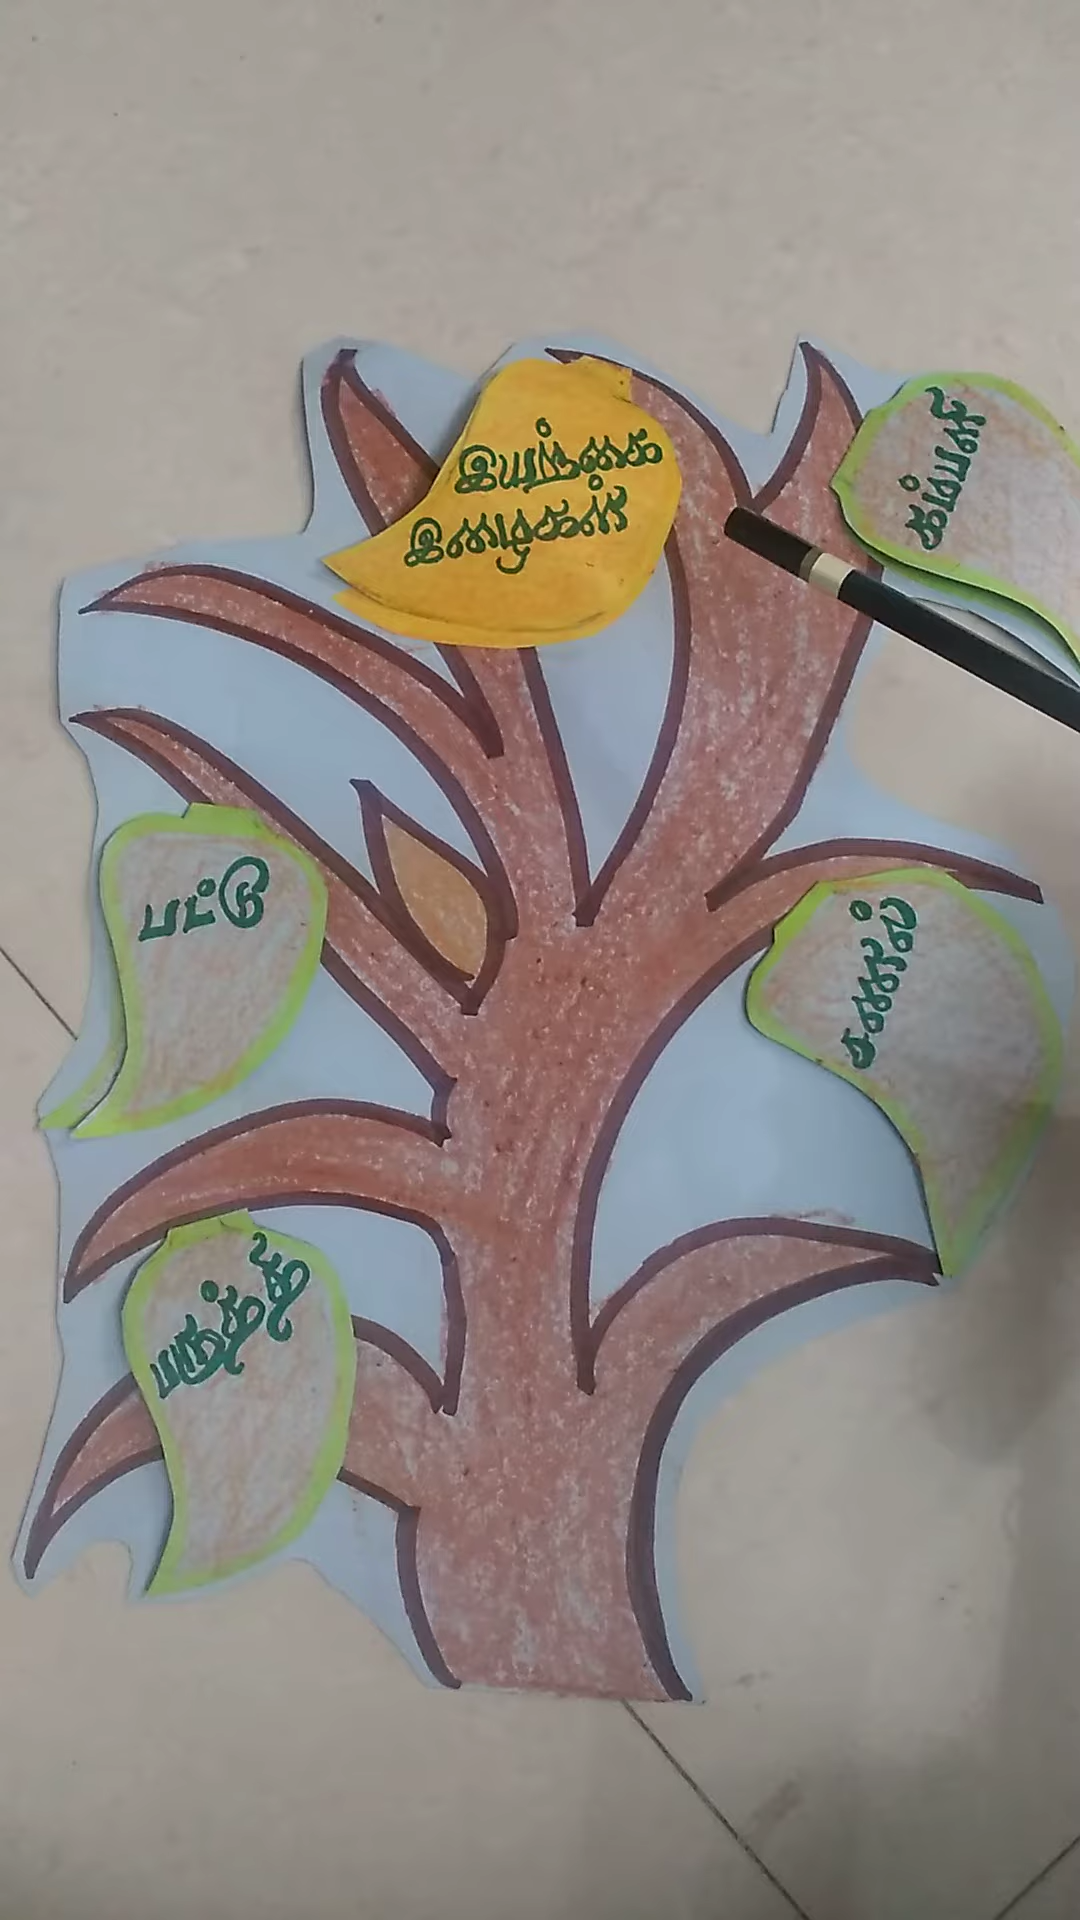 இயற்கை
இழைகள்
கம்பளி
பட்டு
சணல்
பருத்தி